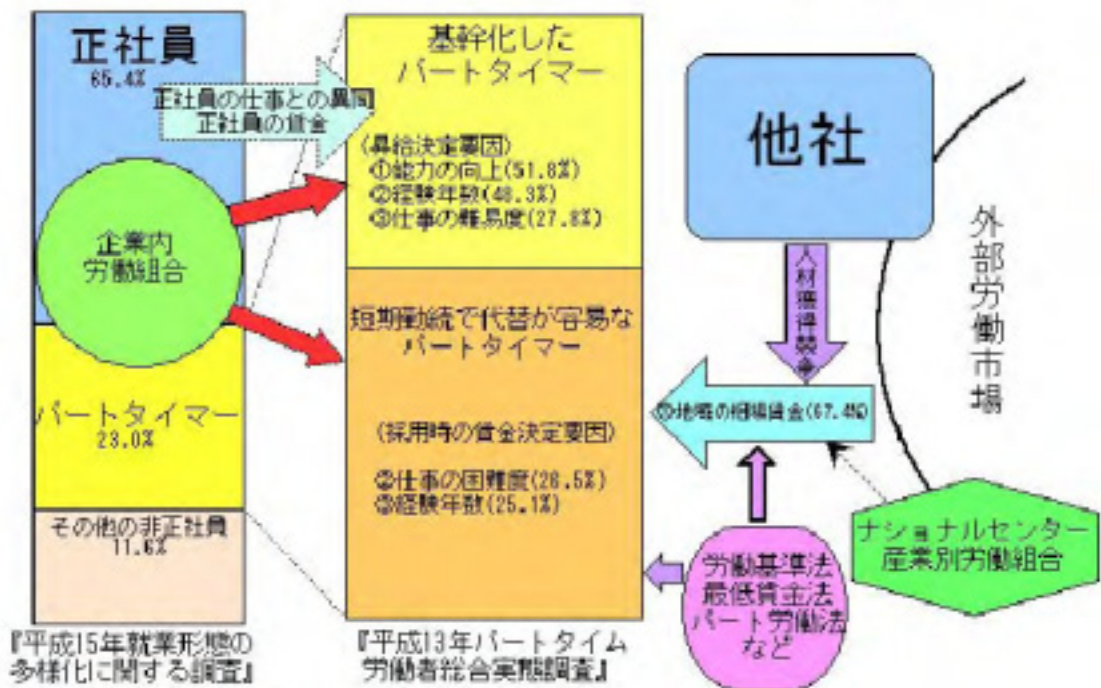 正社員
65.4%
正社員の仕事との異同
正社員の賃金
企業内
労働組合
パートタイマー
23.0%
その他の非正社員
11.6%
『平成15年就業形態の
多様化に関する調査』
基幹化した
パートタイマー
(昇給決定要因)
①能力の向上(51.8%)
②経験年数(48.3%)
③仕事の難易度(27.8%)
短期勤続で代替が容易な
パートタイマー
(採用時の賃金決定要因)
②仕事の困難度(26.5%)
③経験年数(25.1%)
『平成13年パートタイム
労働者総合実態調査』
他社
人材獲得競争
①地域の相場賃金(67.4%)
外部労働市場
ナショナルセンター
産業別労働組合
労働基準法
最低賃金法
パート労働法
など